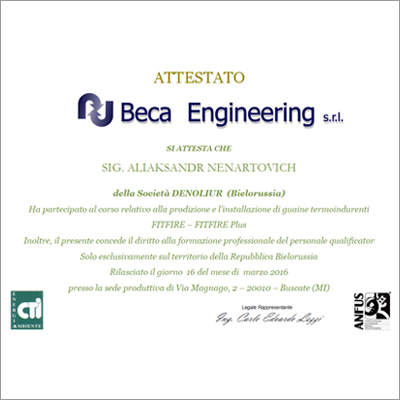 ATTESTATO
Beca Engineering s.r.l.
SI ATTESTA CHE
SIG. ALIAKSANDR NENARTOVICH
della Società DENOLIUR (Bielorussia)
Ha partecipato al corso relativo alla prodizione e l'installazione di guaine termoindurenti
FITFIRE – FITFIRE Plus
Inoltre, il presente concede il diritto alla formazione professionale del personale qualificator
Solo esclusivamente sul territorio della Repubblica Bielorussia
Rilasciato il giorno 16 del mese di marzo 2016
presso la sede produttiva di Via Magnago, 2 – 20010 – Buscate (MI)
Legale Rappresentante
Ing. Carlo Edoardo Lezzi
CTI
ENERGIA
& AMBIENTE
ANFUS